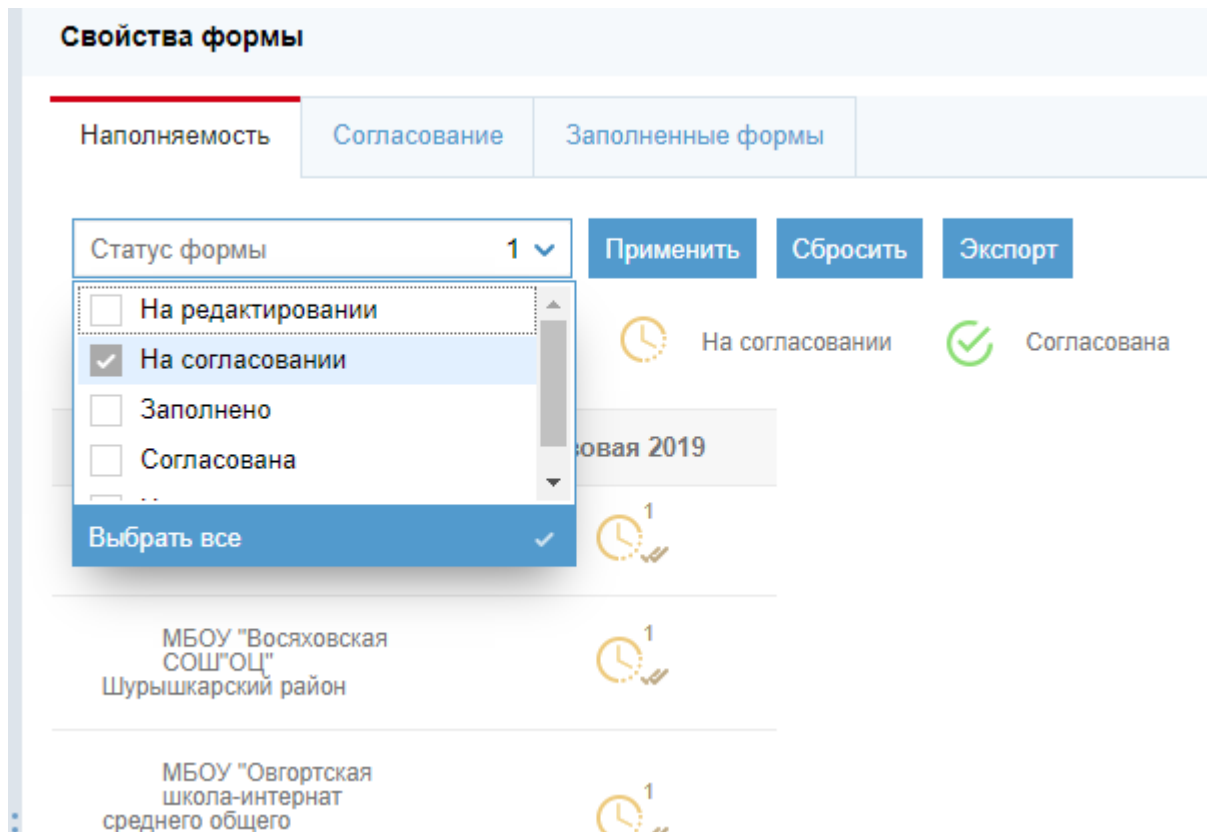 Свойства формы
Наполняемость Согласование Заполненные формы
Статус формы 1 Применить Сбросить Экспорт
На редактировании
На согласовании
Заполнено
Согласована
Выбрать все
На согласовании Согласована
2019
1
МБОУ "Восяховская
СОШ"ОЦ"
Шурышкарский район
1
МБОУ "Овгортская
школа-интернат
среднего общего
1